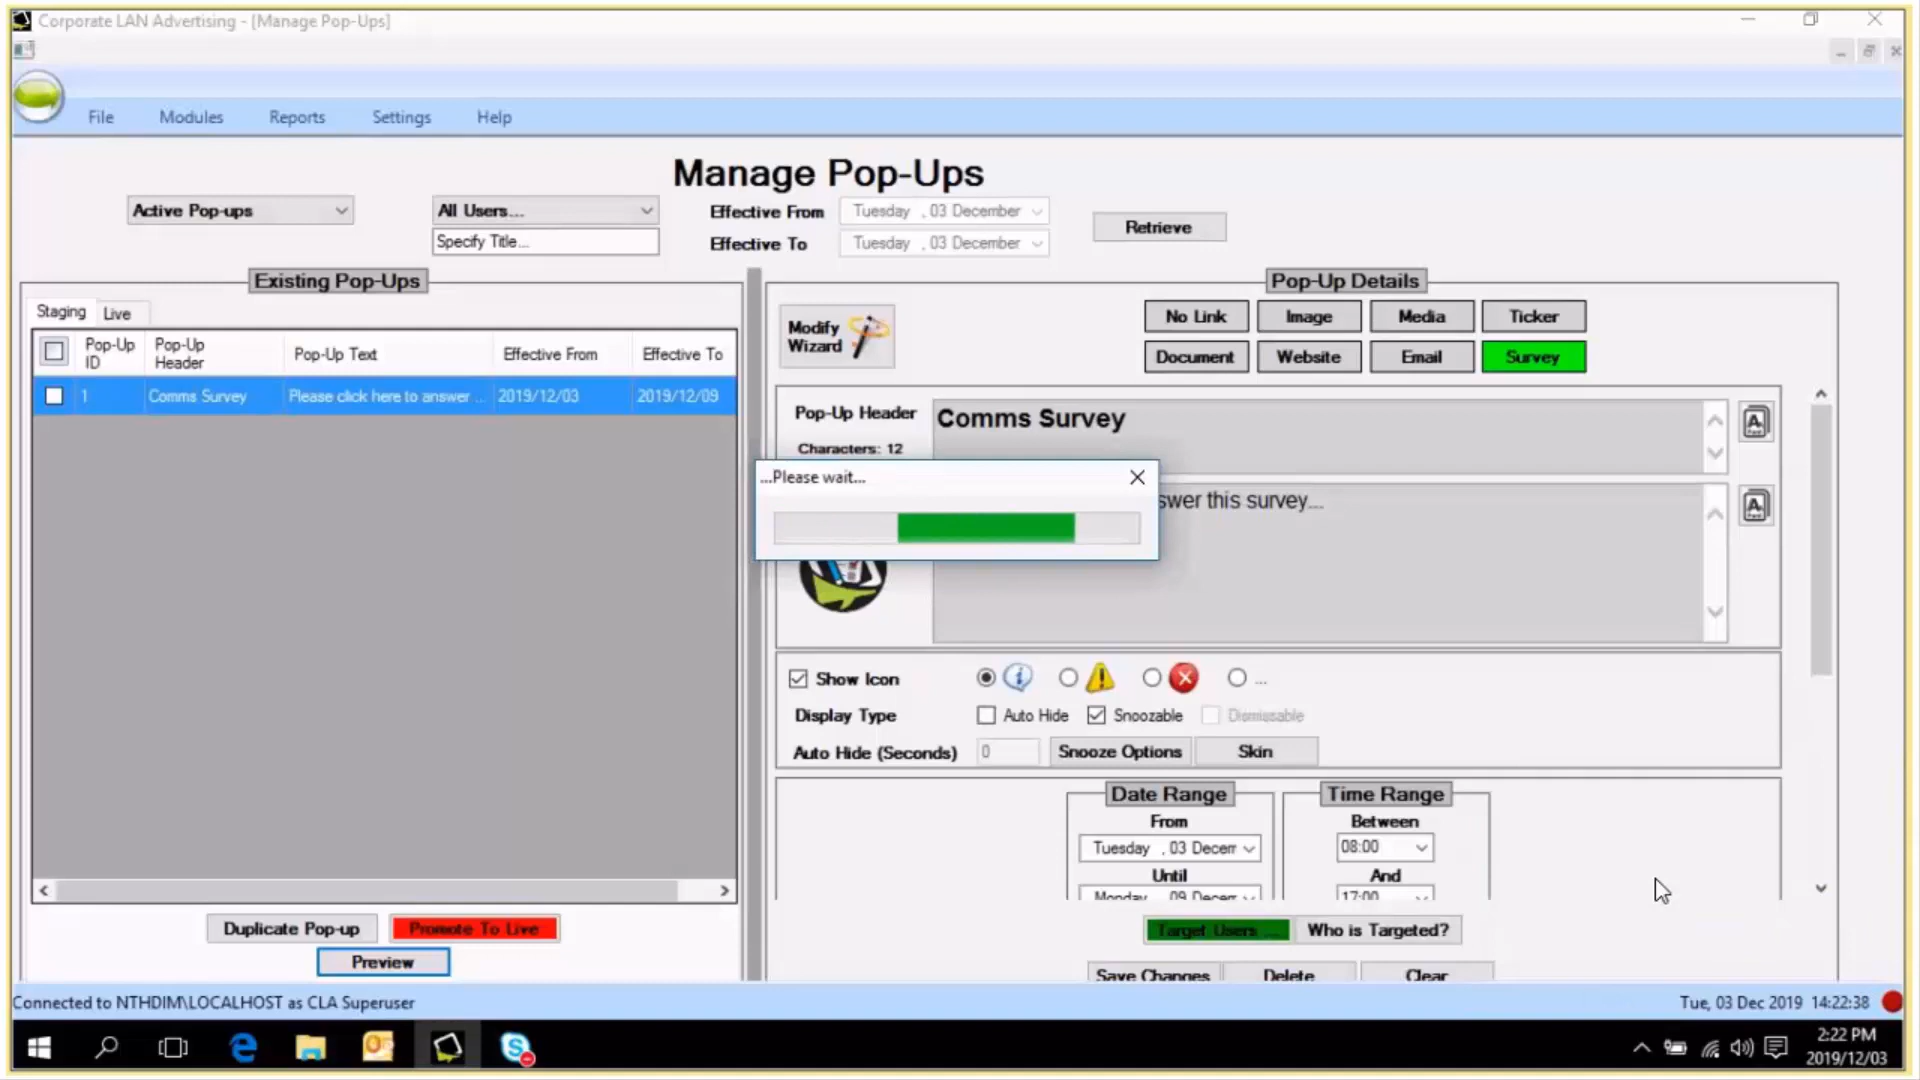 Corporate LAN Advertising - [Manage Pop-Ups]
File Modules Reports Settings Help
Manage Pop-Ups
Active Pop-ups
All Users...
Specify Title...
Effective From Tuesday , 03 December
Effective To Tuesday , 03 December
Retrieve
Existing Pop-Ups
Staging Live
Pop-Up ID Pop-Up Header Pop-Up Text Effective From Effective To
1 Comms Survey Please click here to answer ... 2019/12/03 2019/12/09
Duplicate Pop-up Promote To Live
Preview
Pop-Up Details
Modify Wizard
No Link Image Media Ticker
Document Website Email Survey
Pop-Up Header Comms Survey
Characters: 12
...Please wait...
swer this survey...
Show Icon ...
Display Type Auto Hide Snoozable Dismissable
Auto Hide (Seconds) 0 Snooze Options Skin
Date Range Time Range
From Between
Tuesday , 03 Decem 08:00
Until And
Monday , 09 Decem 17:00
Target Users ... Who is Targeted?
Save Changes Delete Clear
Connected to NTHDIM\LOCALHOST as CLA Superuser
Tue, 03 Dec 2019 14:22:38
2:22 PM
2019/12/03